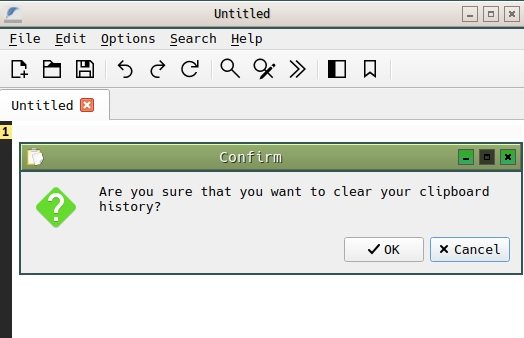 Untitled
File Edit Options Search Help
Untitled
1
Confirm
Are you sure that you want to clear your clipboard
history?
OK Cancel